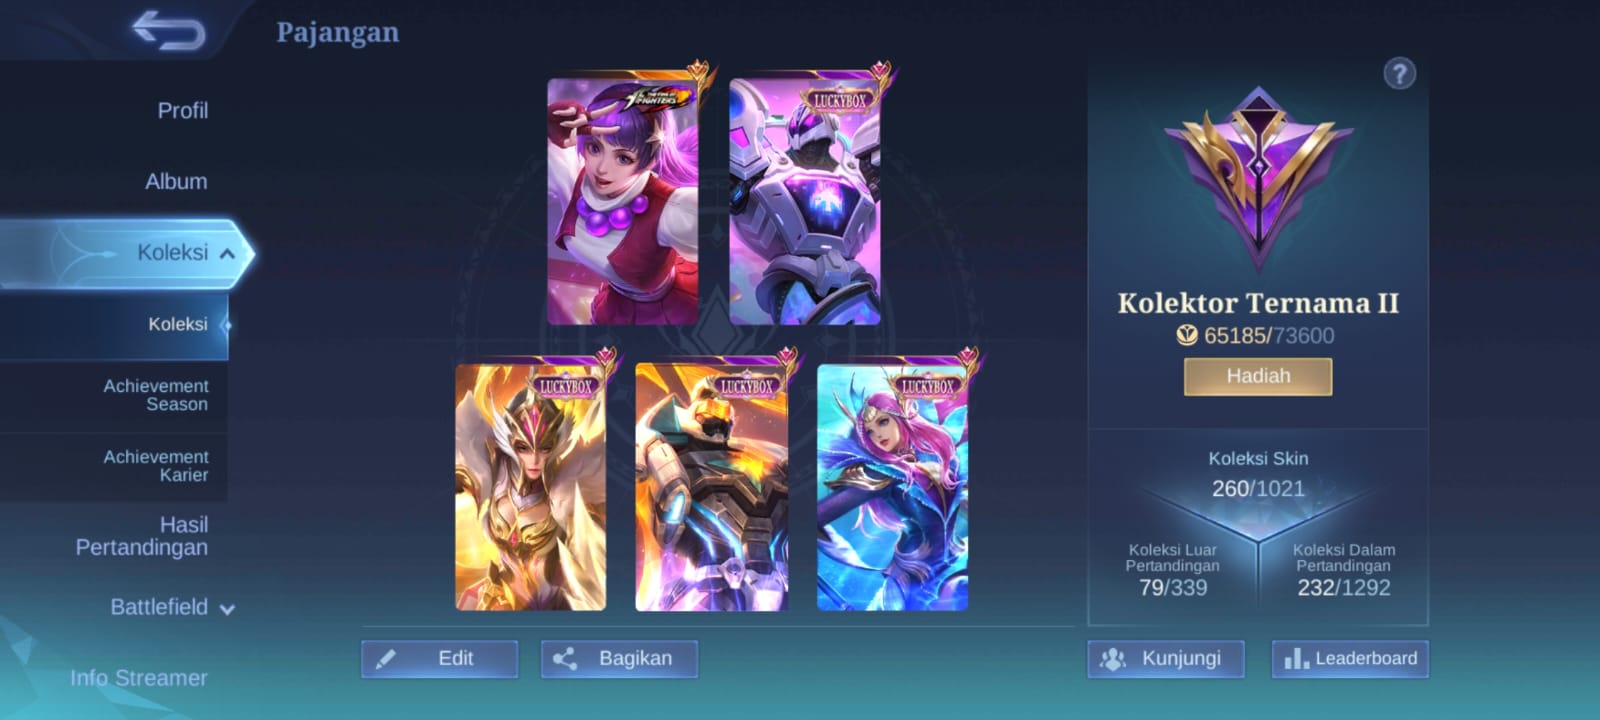 Pajangan
?
Profil
Album
Koleksi
Koleksi
Achievement
Season
Achievement
Karier
Hasil
Pertandingan
Battlefield
Info Streamer
THE KING OF
FIGHTERS
LUCKYBOX
LUCKYBOX
LUCKYBOX
LUCKYBOX
Edit
Bagikan
Kolektor Ternama II
65185/73600
Hadiah
Koleksi Skin
260/1021
Koleksi Luar
Pertandingan
79/339
Koleksi Dalam
Pertandingan
232/1292
Kunjungi
Leaderboard